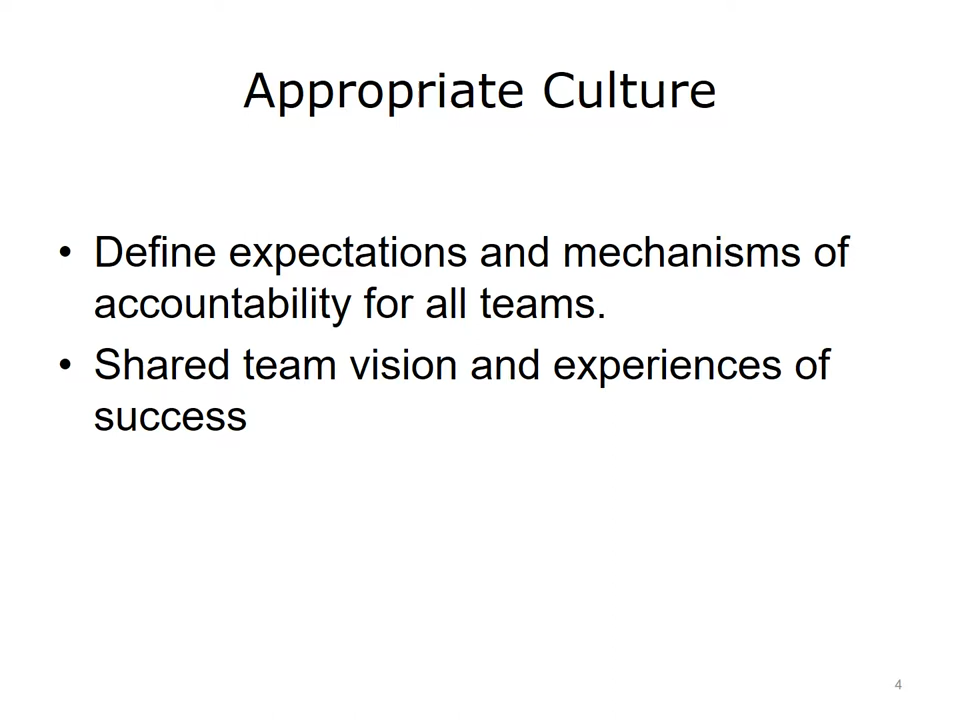 Appropriate Culture
• Define expectations and mechanisms of
accountability for all teams.
• Shared team vision and experiences of
success
4